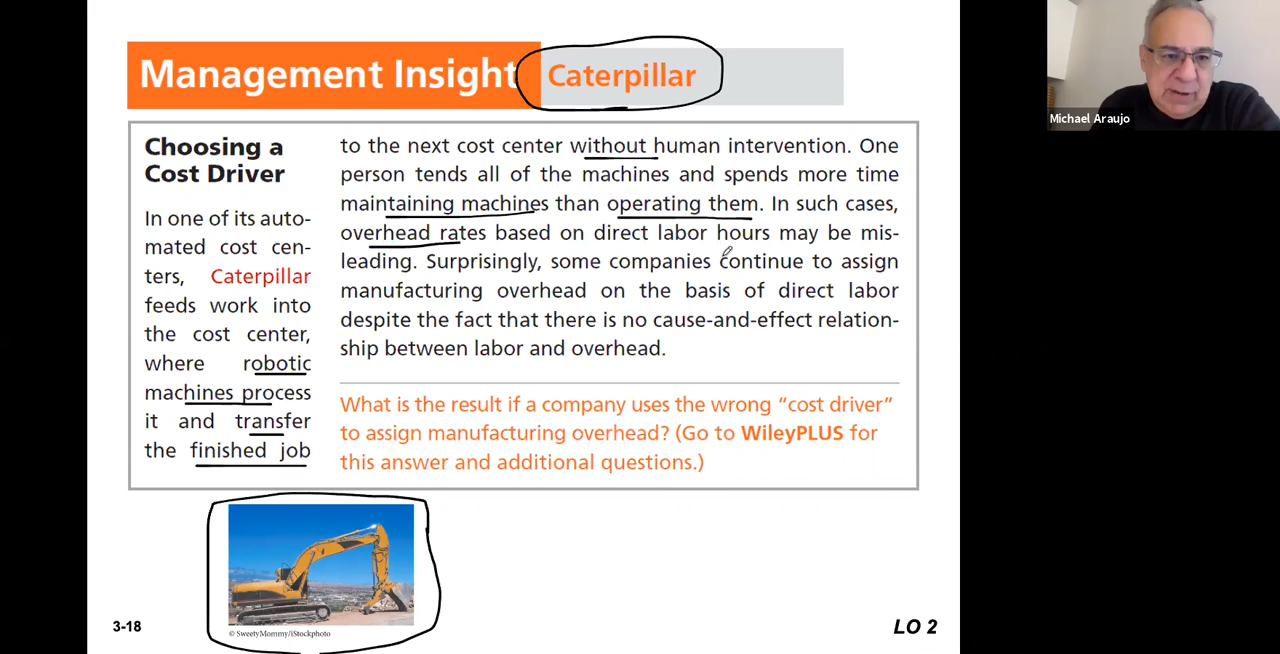 Management Insight Caterpillar
Michael Araujo
Choosing a
Cost Driver
In one of its auto-
mated cost cen-
ters, Caterpillar
feeds work into
the cost center,
where robotic
machines process
it and transfer
the finished job
to the next cost center without human intervention. One
person tends all of the machines and spends more time
maintaining machines than operating them. In such cases,
overhead rates based on direct labor hours may be mis-
leading. Surprisingly, some companies continue to assign
manufacturing overhead on the basis of direct labor
despite the fact that there is no cause-and-effect relation-
ship between labor and overhead.
What is the result if a company uses the wrong “cost driver”
to assign manufacturing overhead? (Go to WileyPLUS for
this answer and additional questions.)
© SweetyMommy/iStockphoto
3-18
LO 2